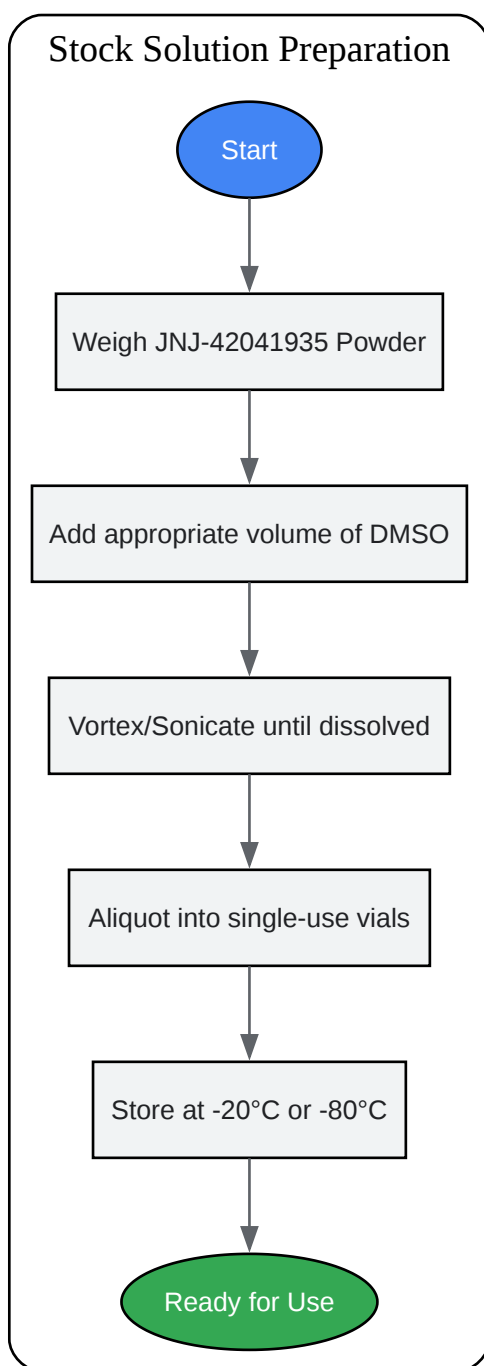 Stock Solution Preparation
Start
Weigh JNJ-42041935 Powder
Add appropriate volume of DMSO
Vortex/Sonicate until dissolved
Aliquot into single-use vials
Store at -20°C or -80°C
Ready for Use